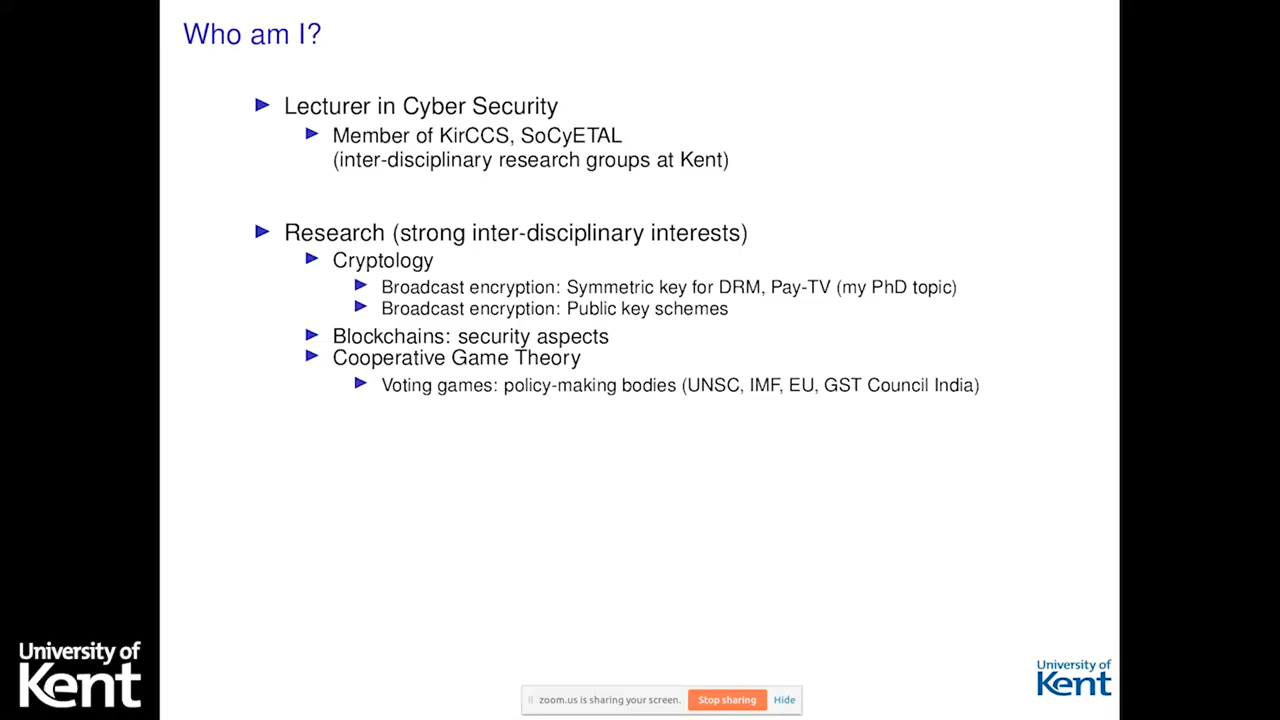 Who am I?
Lecturer in Cyber Security
Member of KirCCS, SoCyETAL
(inter-disciplinary research groups at Kent)
Research (strong inter-disciplinary interests)
Cryptology
Broadcast encryption: Symmetric key for DRM, Pay-TV (my PhD topic)
Broadcast encryption: Public key schemes
Blockchains: security aspects
Cooperative Game Theory
Voting games: policy-making bodies (UNSC, IMF, EU, GST Council India)
University of
Kent
University of
Kent
zoom.us is sharing your screen. Stop sharing Hide